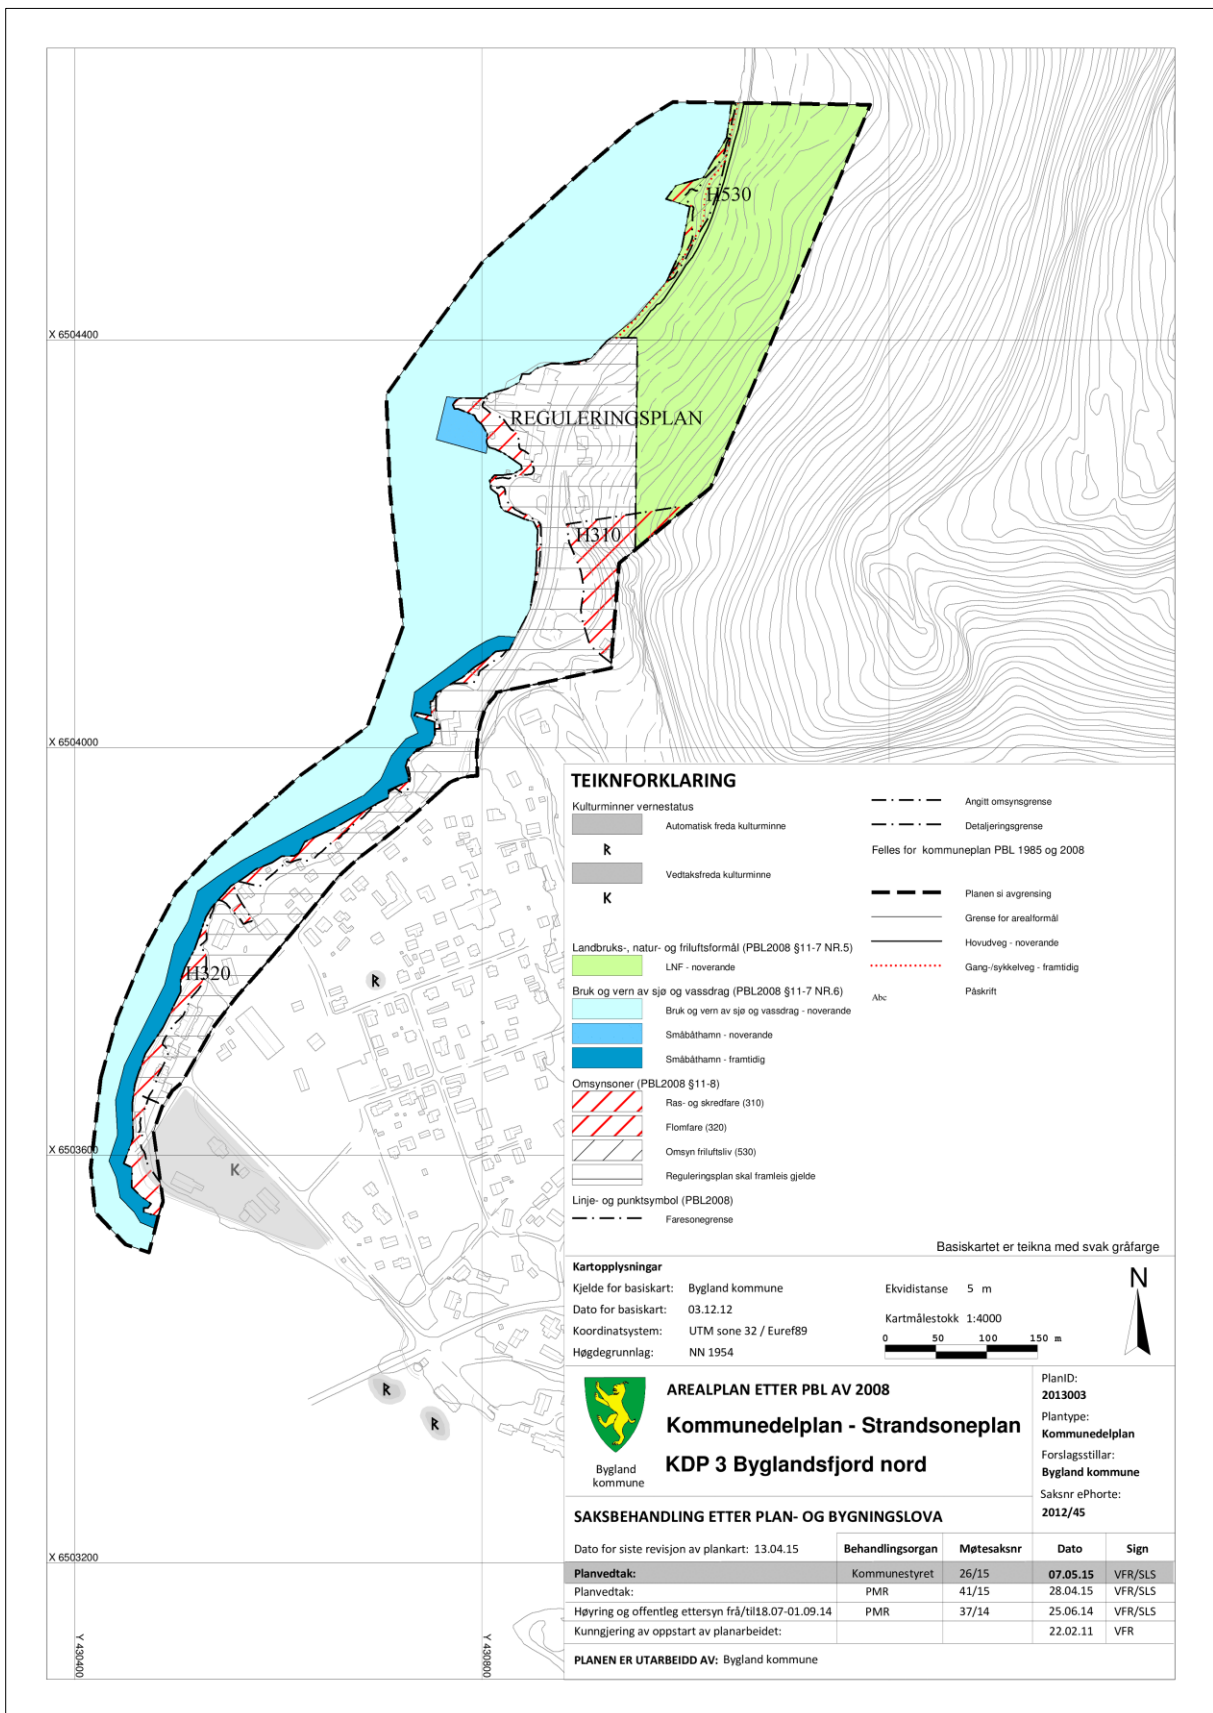 H530
X 6504400
REGULERINGSPLAN
H310
X 6504000
H320
R
X 6503600
K
R
R
X 6503200
Y 430400
Y 430800
TEIKNFORKLARING
Kulturminner vernestatus
Automatisk freda kulturminne
R
Vedtaksfreda kulturminne
K
Landbruks-, natur- og friluftsformål (PBL2008 §11-7 NR.5)
LNF - noverande
Bruk og vern av sjø og vassdrag (PBL2008 §11-7 NR.6)
Bruk og vern av sjø og vassdrag - noverande
Småbåthamn - noverande
Småbåthamn - framtidig
Omsynsoner (PBL2008 §11-8)
Ras- og skredfare (310)
Flomfare (320)
Omsyn friluftsliv (530)
Reguleringsplan skal framleis gjelde
Linje- og punktsymbol (PBL2008)
Faresonegrense
Angitt omsynsgrense
Detaljeringsgrense
Felles for kommuneplan PBL 1985 og 2008
Planen si avgrensing
Grense for arealformål
Hovudveg - noverande
Gang-/sykkelveg - framtidig
Abc Påskrift
Basiskartet er teikna med svak gråfarge
Kartopplysningar
Kjelde for basiskart: Bygland kommune
Dato for basiskart: 03.12.12
Koordinatsystem: UTM sone 32 / Euref89
Høgdegrunnlag: NN 1954
Ekvidistanse 5 m
Kartmålestokk 1:4000
0 50 100 150 m
N
Bygland
kommune
AREALPLAN ETTER PBL AV 2008
Kommunedelplan - Strandsoneplan
KDP 3 Byglandsfjord nord
PlanID:
2013003
Plantype:
Kommunedelplan
Forslagsstillar:
Bygland kommune
Saksnr ePhorte:
2012/45
SAKSBEHANDLING ETTER PLAN- OG BYGNINGSLOVA
Dato for siste revisjon av plankart: 13.04.15 Behandlingsorgan Møtesaksnr Dato Sign
Planvedtak: Kommunestyret 26/15 07.05.15 VFR/SLS
Planvedtak: PMR 41/15 28.04.15 VFR/SLS
Høyring og offentleg ettersyn frå/til18.07-01.09.14 PMR 37/14 25.06.14 VFR/SLS
Kunngjering av oppstart av planarbeidet: 22.02.11 VFR
PLANEN ER UTARBEIDD AV: Bygland kommune